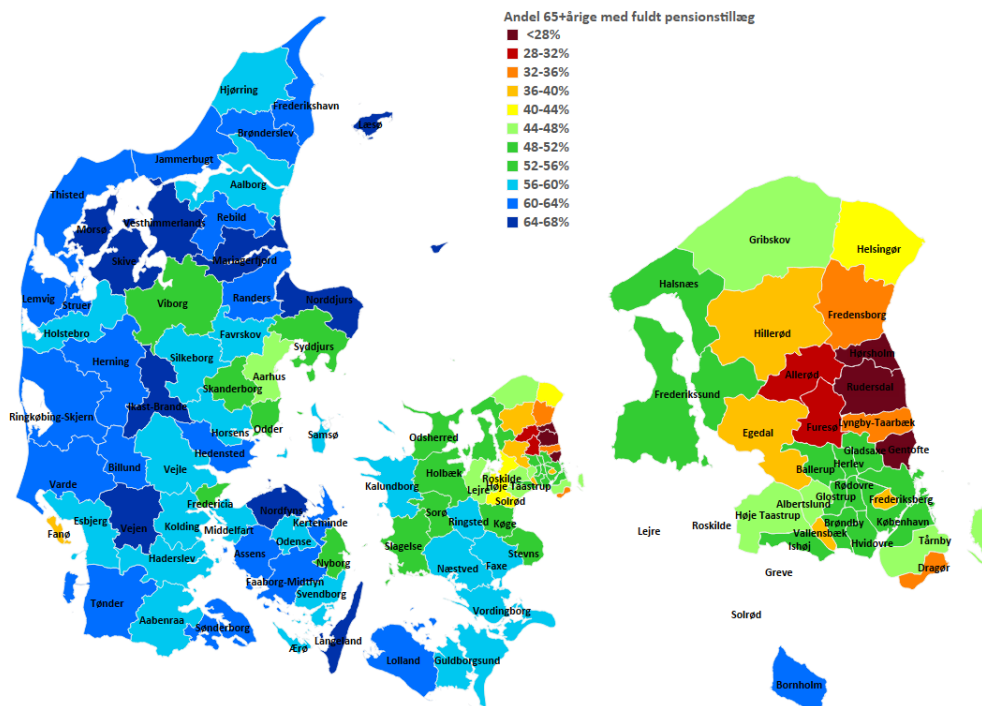 Andel 65+årige med fuldt pensionstillæg
<28%
28-32%
32-36%
36-40%
40-44%
44-48%
48-52%
52-56%
56-60%
60-64%
64-68%
Hjørring
Frederikshavn
Læsø
Brønderslev
Jammerbugt
Thisted
Aalborg
Vesthimmerlands
Rebild
Morsø
Skive
Mariagerfjord
Lemvig
Struer
Viborg
Randers
Norddjurs
Holstebro
Favrskov
Syddjurs
Herning
Silkeborg
Aarhus
Skanderborg
Ikast-Brande
Ringkøbing-Skjern
Horsens
Odder
Samsø
Hedensted
Billund
Vejle
Varde
Fredericia
Esbjerg
Fanø
Vejen
Kolding
Middelfart
Nordfyns
Kerteminde
Odense
Haderslev
Assens
Nyborg
Faaborg-Midtfyn
Svendborg
Tønder
Aabenraa
Sønderborg
Ærø
Langeland
Odsherred
Holbæk
Kalundborg
Roskilde
Lejre
Høje Taastrup
Solrød
Sorø
Ringsted
Køge
Slagelse
Stevns
Næstved
Faxe
Vordingborg
Lolland
Guldborgsund
Gribskov
Helsingør
Halsnæs
Fredensborg
Hillerød
Hørsholm
Allerød
Rudersdal
Frederikssund
Furesø
Lyngby-Taarbæk
Egedal
Gladsaxe
Gentofte
Ballerup
Herlev
Rødovre
Albertslund
Glostrup
Frederiksberg
Høje Taastrup
Brøndby
København
Vallensbæk
Ishøj
Hvidovre
Tårnby
Dragør
Lejre
Roskilde
Greve
Solrød
Bornholm